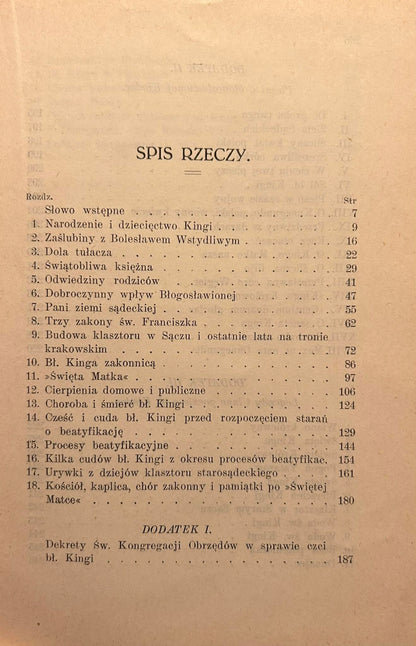 SPIS RZECZY.
Rozdz. Str
Słowo wstępne . . . . . . . . . . . 7
1. Narodzenie i dziecięctwo Kingi . . . . . . . 9
2. Zaślubiny z Bolesławem Wstydliwym . . . . . . 16
3. Dola tułacza . . . . . . . . . . . 22
4. Świątobliwa księżna . . . . . . . . . 29
5. Odwiedziny rodziców . . . . . . . . . 41
6. Dobroczynny wpływ Błogosławionej . . . . . . 47
7. Pani ziemi sądeckiej . . . . . . . . . 55
8. Trzy zakony św. Franciszka . . . . . . . . 62
9. Budowa klasztoru w Sączu i ostatnie lata na tronie
krakowskim . . . . . . . . . . . 72
10. Bł. Kinga zakonnicą . . . . . . . . . 86
11. »Święta Matka« . . . . . . . . . . 97
12. Cierpienia domowe i publiczne . . . . . . . 106
13. Choroba i śmierć bł. Kingi . . . . . . . . 124
14. Cześć i cuda bł. Kingi przed rozpoczęciem starań
o beatyfikację . . . . . . . . . . 129
15. Procesy beatyfikacyjne . . . . . . . . . 144
16. Kilka cudów bł. Kingi z okresu procesów beatyfikac. 154
17. Urywki z dziejów klasztoru starosądeckiego . . . . 161
18. Kościół, kaplica, chór zakonny i pamiątki po »Świętej
Matce« . . . . . . . . . . . . 180
DODATEK I.
Dekrety Św. Kongregacji Obrzędów w sprawie czci
bł. Kingi . . . . . . . . . . . 187